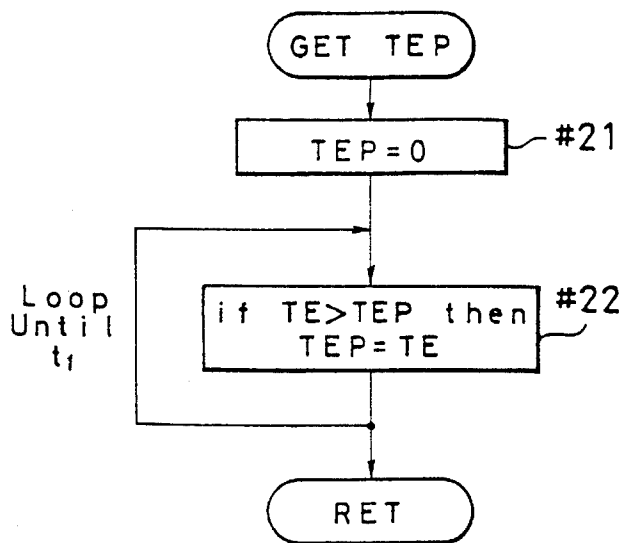 GET TEP
TEP=0
#21
Loop
Until
t1
if TE>TEP then
TEP=TE
#22
RET